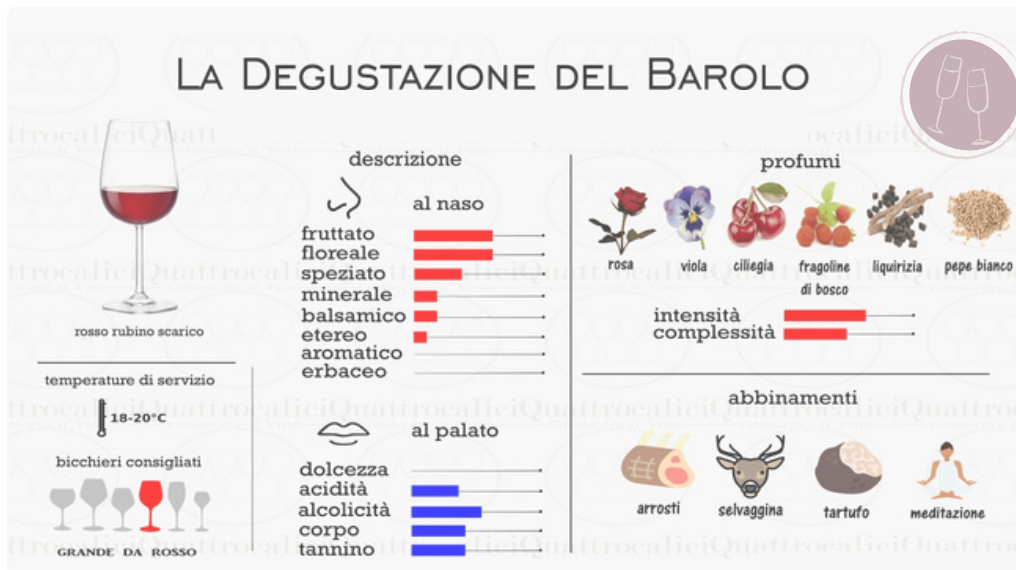 LA DEGUSTAZIONE DEL BAROLO
rosso rubino scarico
temperature di servizio
18-20°C
bicchieri consigliati
GRANDE DA ROSSO
descrizione
al naso
fruttato
floreale
speziato
minerale
balsamico
etereo
aromatico
erbaceo
al palato
dolcezza
acidità
alcolicità
corpo
tannino
profumi
rosa
viola
ciliegia
fragoline
di bosco
liquirizia
pepe bianco
intensità
complessità
abbinamenti
arrosti
selvaggina
tartufo
meditazione